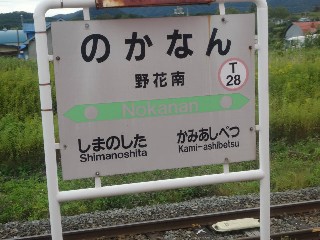 のかなん
野花南
T
28
Nokanan
しまのした
Shimanoshita
かみあしべつ
Kami-ashibetsu